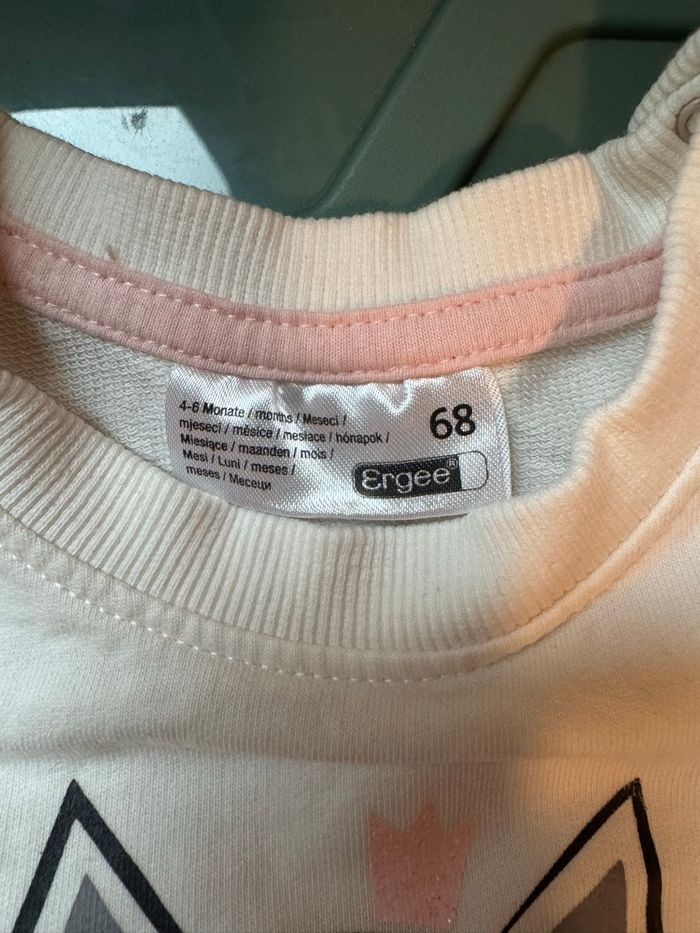 4-6 Monate / months / Meseci /
mjeseci / měsíce / mesiace / hónapok /
Miesiące / maanden / mois /
Mesi / Luni / meses /
meses / Месеци
68
Ergee®